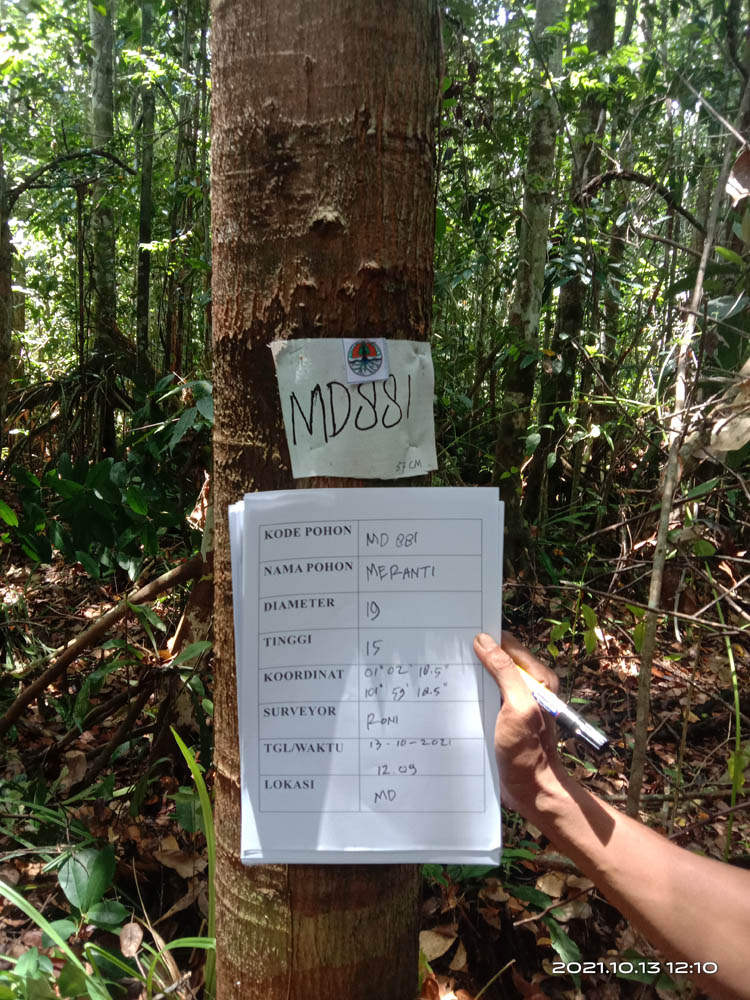 MD881
57 CM
KODE POHON MD 881
NAMA POHON MERANTI
DIAMETER 19
TINGGI 15
KOORDINAT 01° 02' 18.5"
101° 59' 18.5"
SURVEYOR RONI
TGL/WAKTU 13-10-2021
12.09
LOKASI MD
2021.10.13 12:10